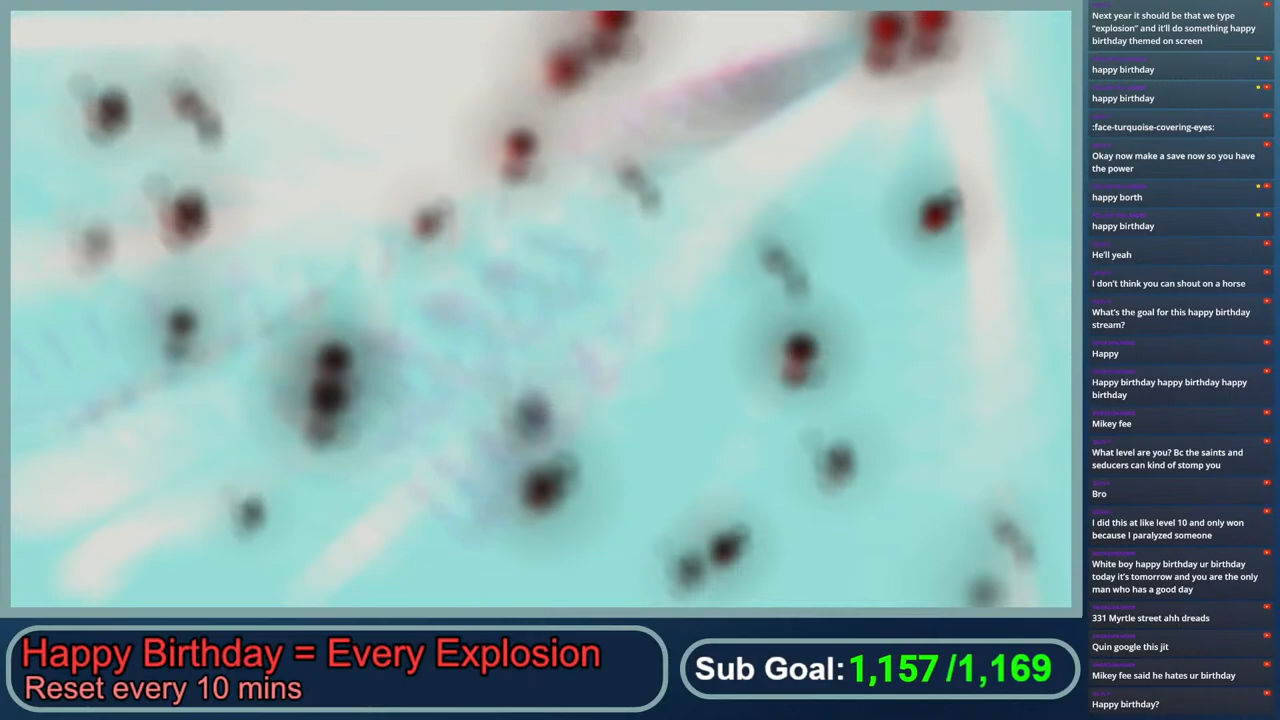 Next year it should be that we type
"explosion" and it'll do something happy
birthday themed on screen
happy birthday
happy birthday
:face-turquoise-covering-eyes:
Okay now make a save now so you have
the power
happy borth
happy birthday
He'll yeah
I don't think you can shout on a horse
What's the goal for this happy birthday
stream?
Happy
Happy birthday happy birthday happy
birthday
Mikey fee
What level are you? Bc the saints and
seducers can kind of stomp you
Bro
I did this at like level 10 and only won
because I paralyzed someone
White boy happy birthday ur birthday
today it's tomorrow and you are the only
man who has a good day
331 Myrtle street ahh dreads
Quin google this jit
Mikey fee said he hates ur birthday
Happy birthday?
Happy Birthday = Every Explosion
Reset every 10 mins
Sub Goal: 1,157 /1,169